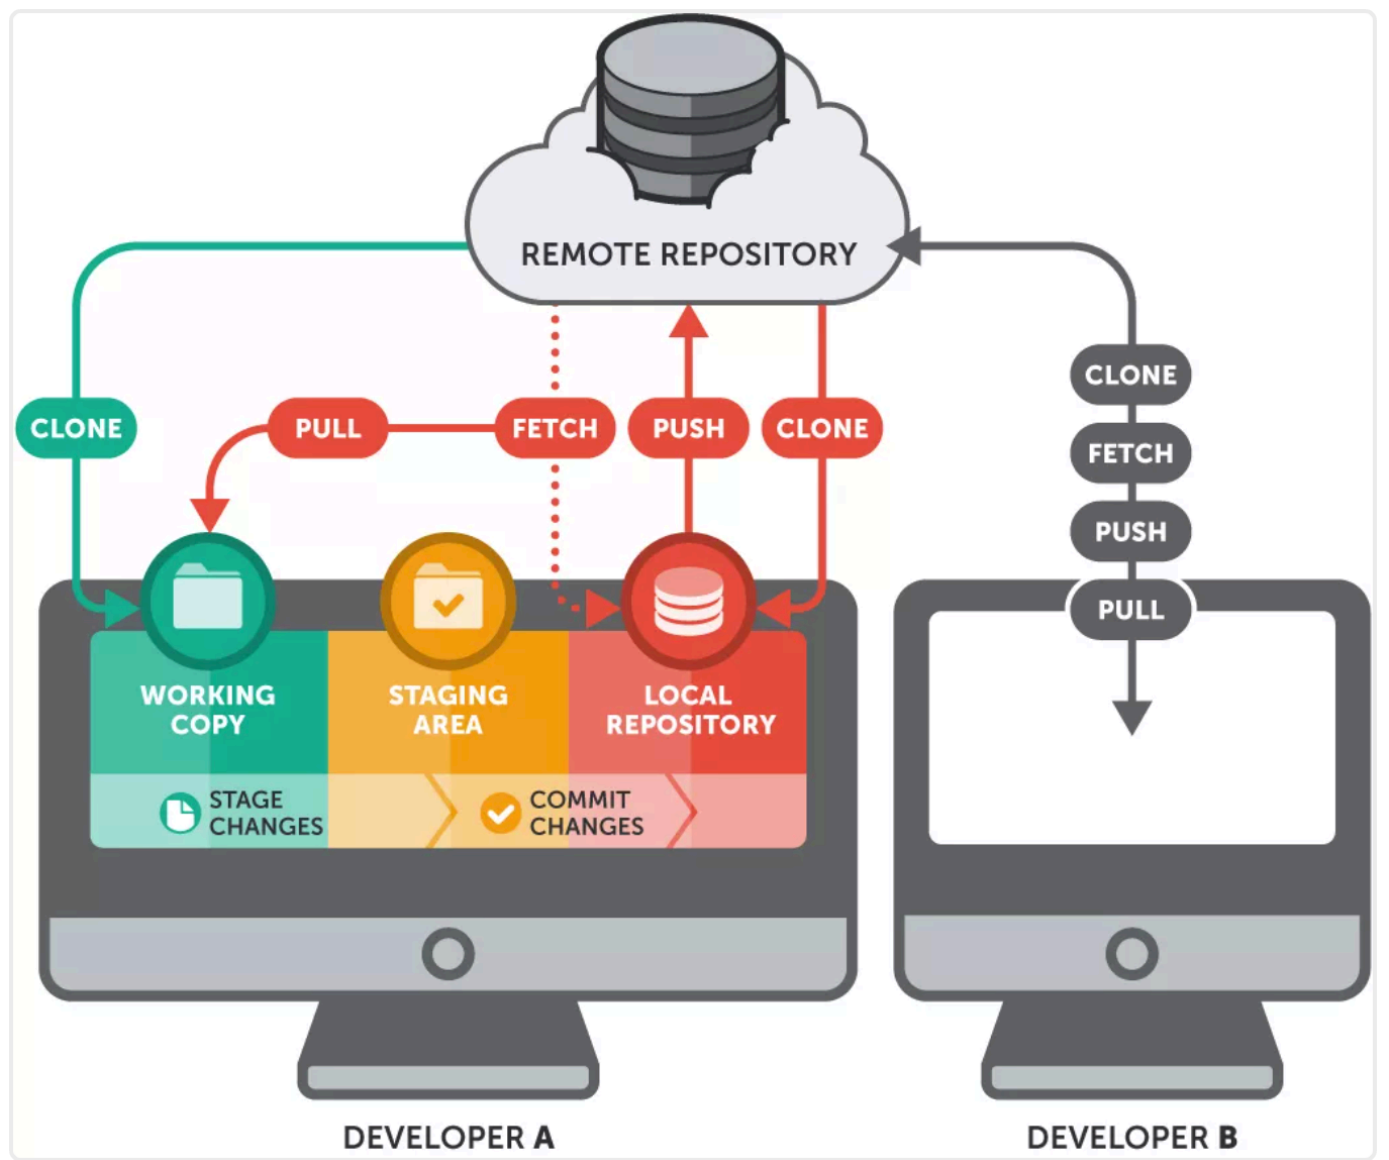 REMOTE REPOSITORY
CLONE
PULL
FETCH
PUSH
CLONE
CLONE
FETCH
PUSH
PULL
WORKING
COPY
STAGING
AREA
LOCAL
REPOSITORY
STAGE
CHANGES
COMMIT
CHANGES
DEVELOPER A
DEVELOPER B